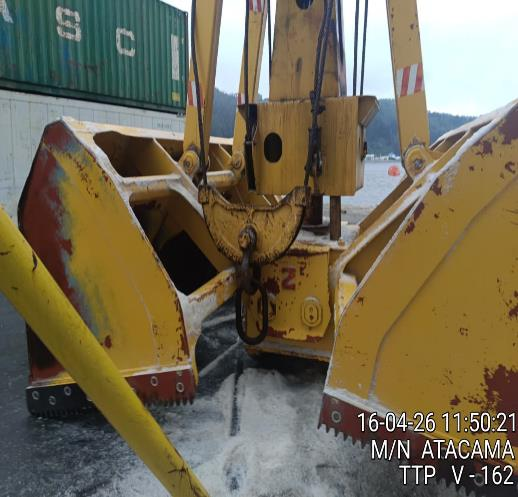 A S C I
N
16-04-26 11:50:21
M/N ATACAMA
TTP V - 162